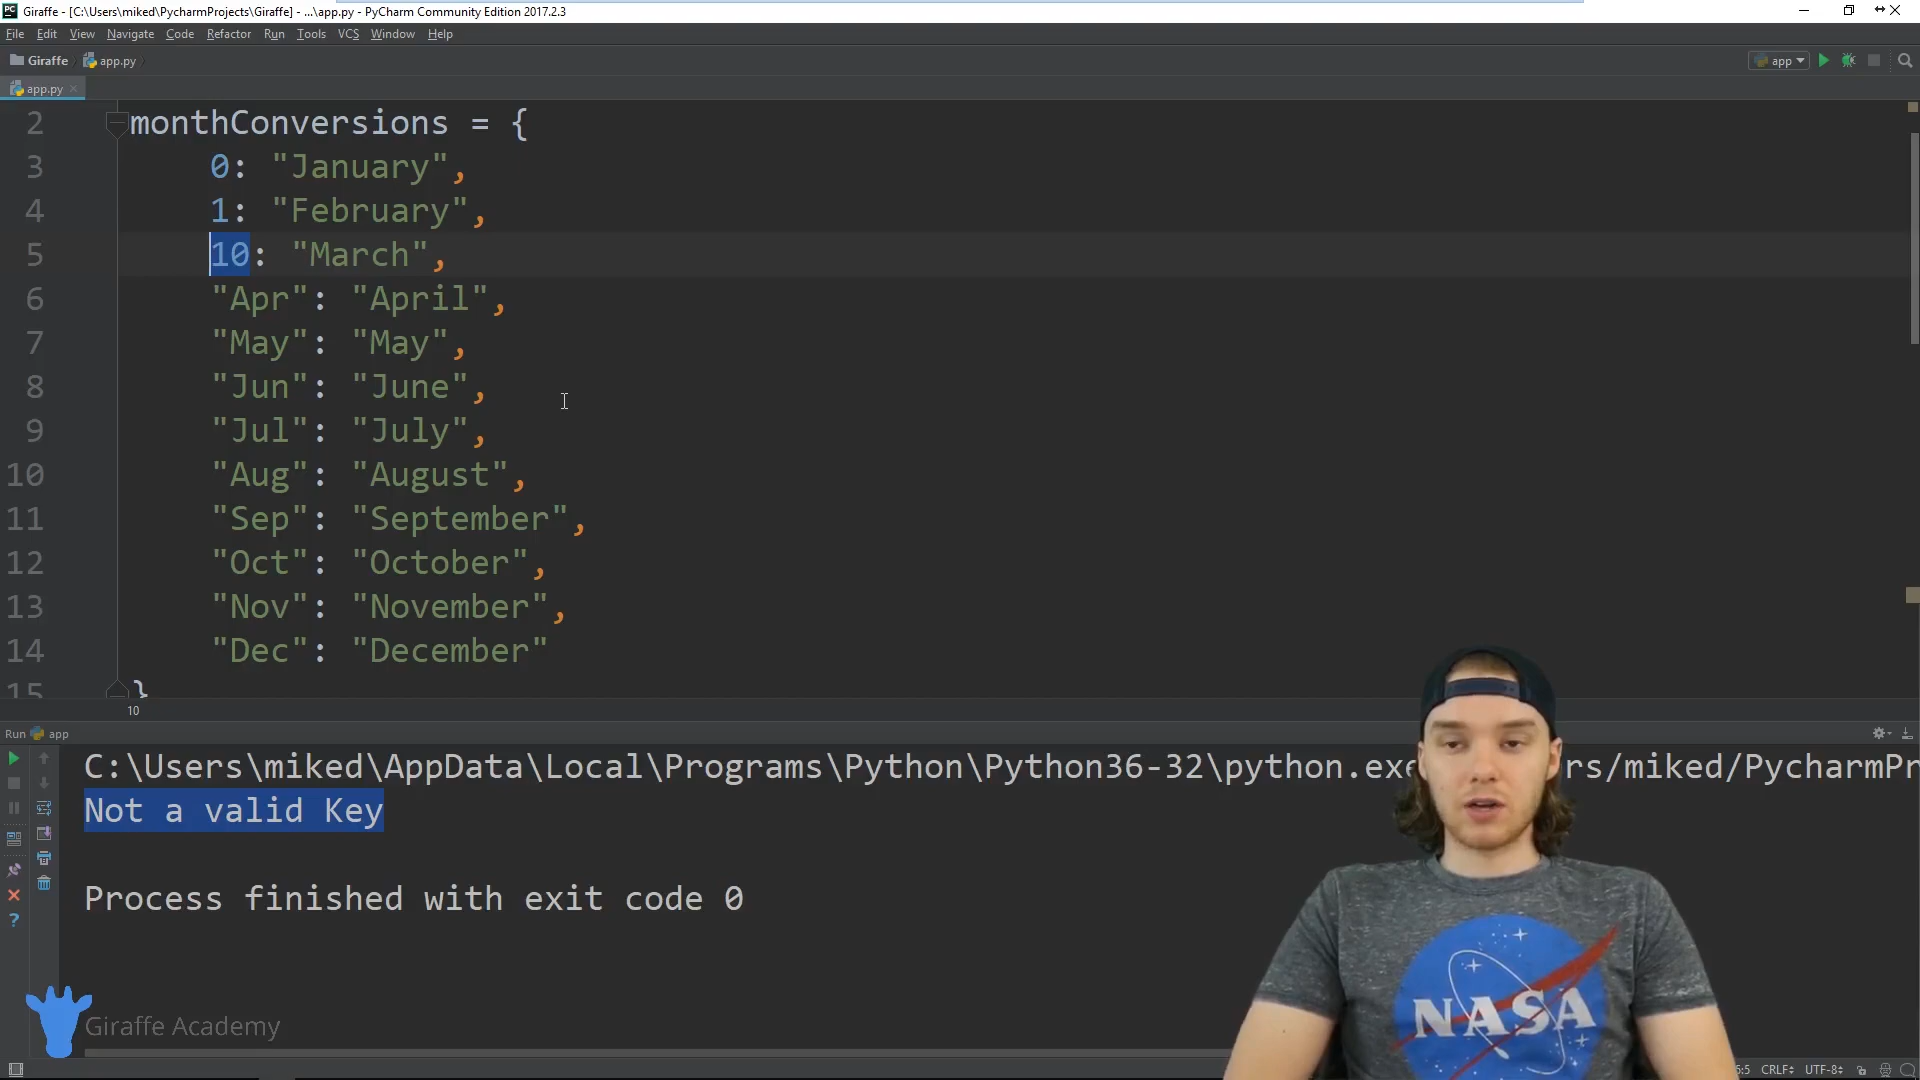 Giraffe - [C:\Users\miked\PycharmProjects\Giraffe] - ...\app.py - PyCharm Community Edition 2017.2.3
File Edit View Navigate Code Refactor Run Tools VCS Window Help
Giraffe app.py
app
app.py
2 monthConversions = {
3 0: "January",
4 1: "February",
5 10: "March",
6 "Apr": "April",
7 "May": "May",
8 "Jun": "June",
9 "Jul": "July",
10 "Aug": "August",
11 "Sep": "September",
12 "Oct": "October",
13 "Nov": "November",
14 "Dec": "December"
15 }
10
Run app
C:\Users\miked\AppData\Local\Programs\Python\Python36-32\python.exe rs/miked/PycharmPr
Not a valid Key
Process finished with exit code 0
Giraffe Academy
NASA
:5 CRLF UTF-8